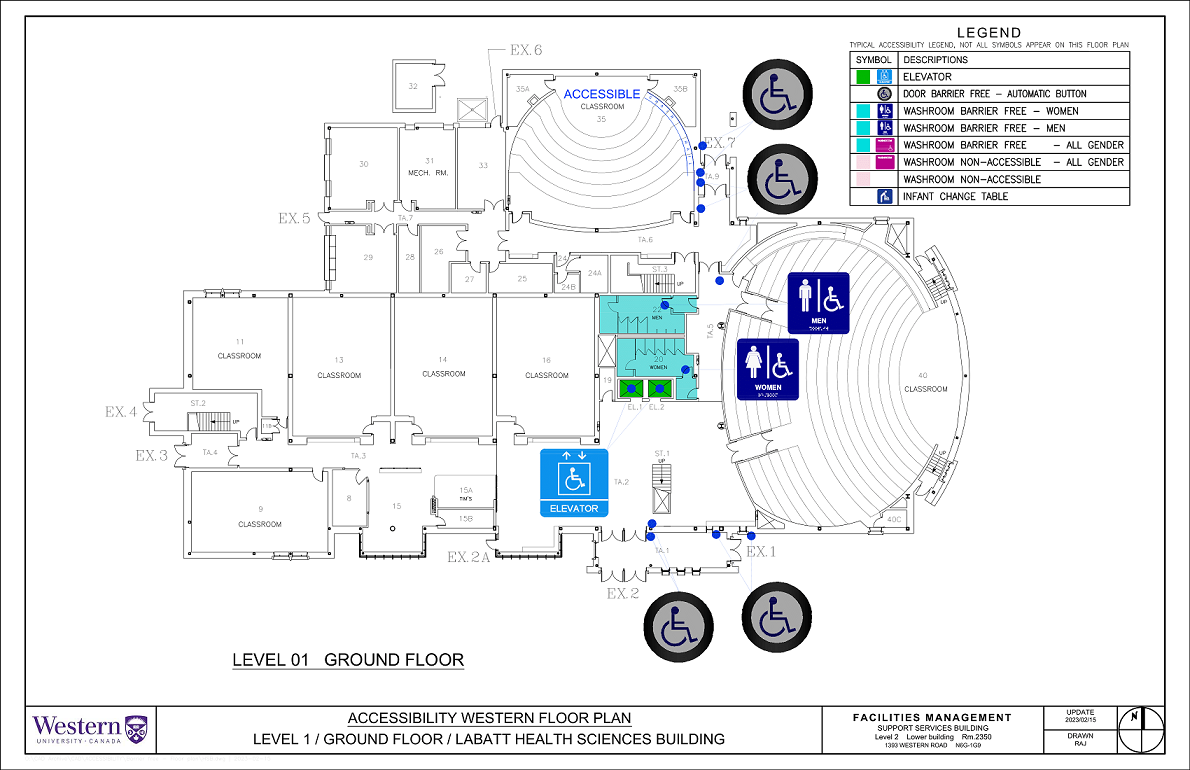 LEGEND
TYPICAL ACCESSIBILITY LEGEND, NOT ALL SYMBOLS APPEAR ON THIS FLOOR PLAN
SYMBOL DESCRIPTIONS
ELEVATOR
DOOR BARRIER FREE - AUTOMATIC BUTTON
WASHROOM BARRIER FREE - WOMEN
WASHROOM BARRIER FREE - MEN
WASHROOM BARRIER FREE - ALL GENDER
WASHROOM NON-ACCESSIBLE - ALL GENDER
WASHROOM NON-ACCESSIBLE
INFANT CHANGE TABLE
EX.6
32
35A
ACCESSIBLE
35B
CLASSROOM
35
EX.7
30
31
MECH. RM.
33
TA.9
EX.5
TA.7
TA.6
29
28
26
27
25
24
24A
24B
ST.3
UP
UP
11
CLASSROOM
13
CLASSROOM
14
CLASSROOM
16
CLASSROOM
22
MEN
20
WOMEN
19
TA.5
MEN
WOMEN
40
CLASSROOM
EL.1
EL.2
EX.4
ST.2
UP
11B
EX.3
TA.4
TA.3
ST.1
UP
UP
9
CLASSROOM
8
15
15A
TIM'S
15B
ELEVATOR
TA.2
40C
EX.2A
TA.1
EX.1
EX.2
LEVEL 01 GROUND FLOOR
Western
UNIVERSITY · CANADA
ACCESSIBILITY WESTERN FLOOR PLAN
LEVEL 1 / GROUND FLOOR / LABATT HEALTH SCIENCES BUILDING
FACILITIES MANAGEMENT
SUPPORT SERVICES BUILDING
Level 2 Lower building Rm.2350
1393 WESTERN ROAD N6G-1G9
UPDATE
2023/02/15
DRAWN
RAJ
N